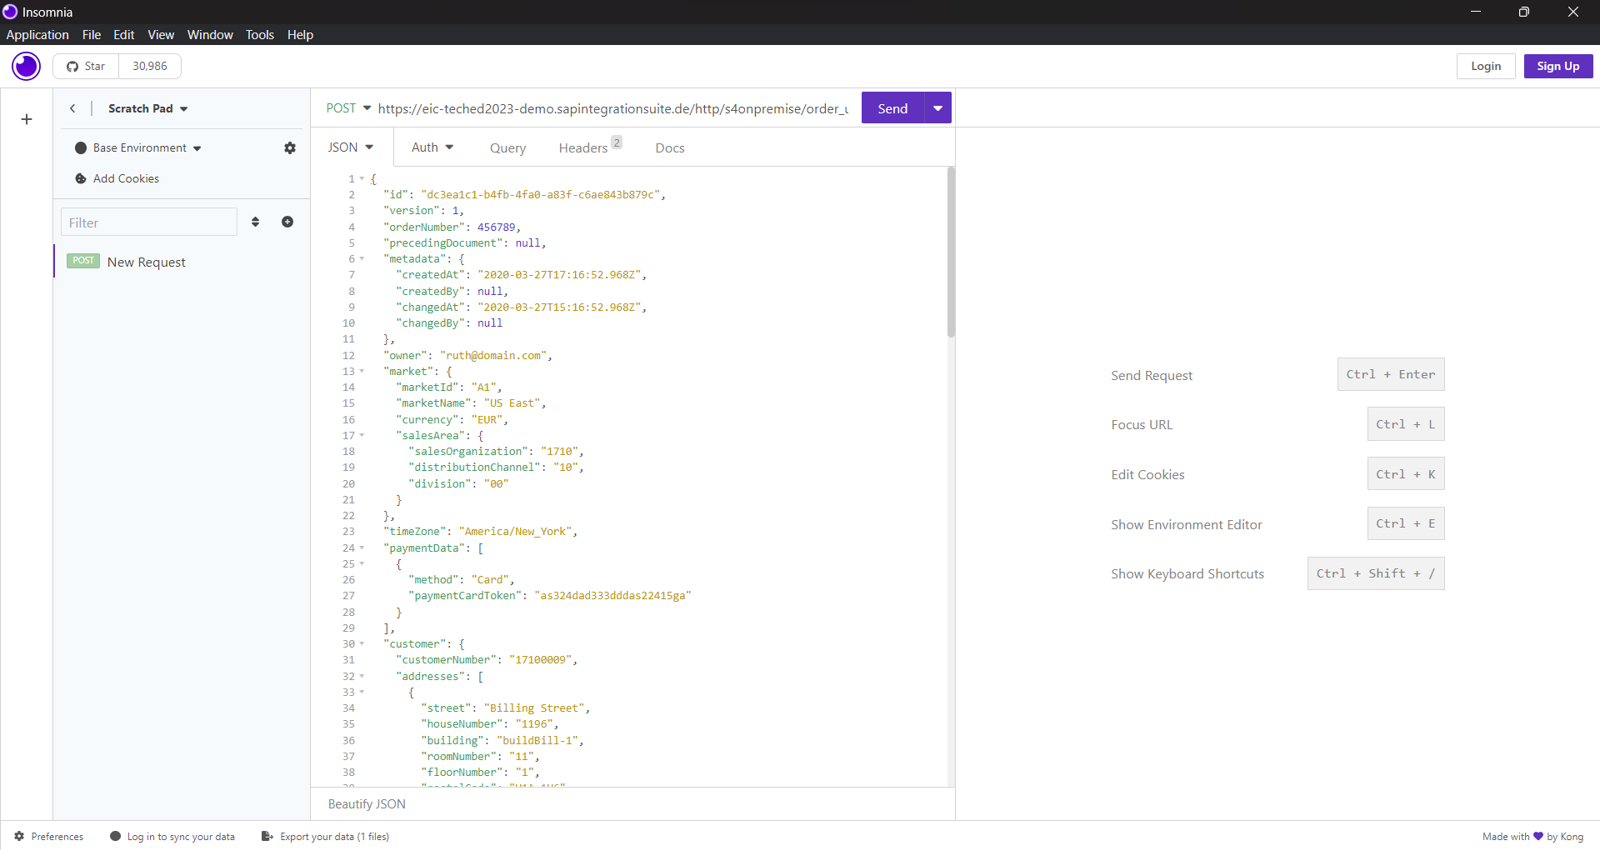 Insomnia
Application File Edit View Window Tools Help
Star 30,986
Login Sign Up
Scratch Pad
Base Environment
Add Cookies
Filter
POST New Request
POST https://eic-teched2023-demo.sapintegrationsuite.de/http/s4onpremise/order_u Send
JSON Auth Query Headers 2 Docs
1 {
2 "id": "dc3ea1c1-b4fb-4fa0-a83f-c6ae843b879c",
3 "version": 1,
4 "orderNumber": 456789,
5 "precedingDocument": null,
6 "metadata": {
7 "createdAt": "2020-03-27T17:16:52.968Z",
8 "createdBy": null,
9 "changedAt": "2020-03-27T15:16:52.968Z",
10 "changedBy": null
11 },
12 "owner": "ruth@domain.com",
13 "market": {
14 "marketId": "A1",
15 "marketName": "US East",
16 "currency": "EUR",
17 "salesArea": {
18 "salesOrganization": "1710",
19 "distributionChannel": "10",
20 "division": "00"
21 }
22 },
23 "timeZone": "America/New_York",
24 "paymentData": [
25 {
26 "method": "Card",
27 "paymentCardToken": "as324dad333dddas22415ga"
28 }
29 ],
30 "customer": {
31 "customerNumber": "17100009",
32 "addresses": [
33 {
34 "street": "Billing Street",
35 "houseNumber": "1196",
36 "building": "buildBill-1",
37 "roomNumber": "11",
38 "floorNumber": "1",
Beautify JSON
Send Request Ctrl + Enter
Focus URL Ctrl + L
Edit Cookies Ctrl + K
Show Environment Editor Ctrl + E
Show Keyboard Shortcuts Ctrl + Shift + /
Preferences Log in to sync your data Export your data (1 files)
Made with by Kong